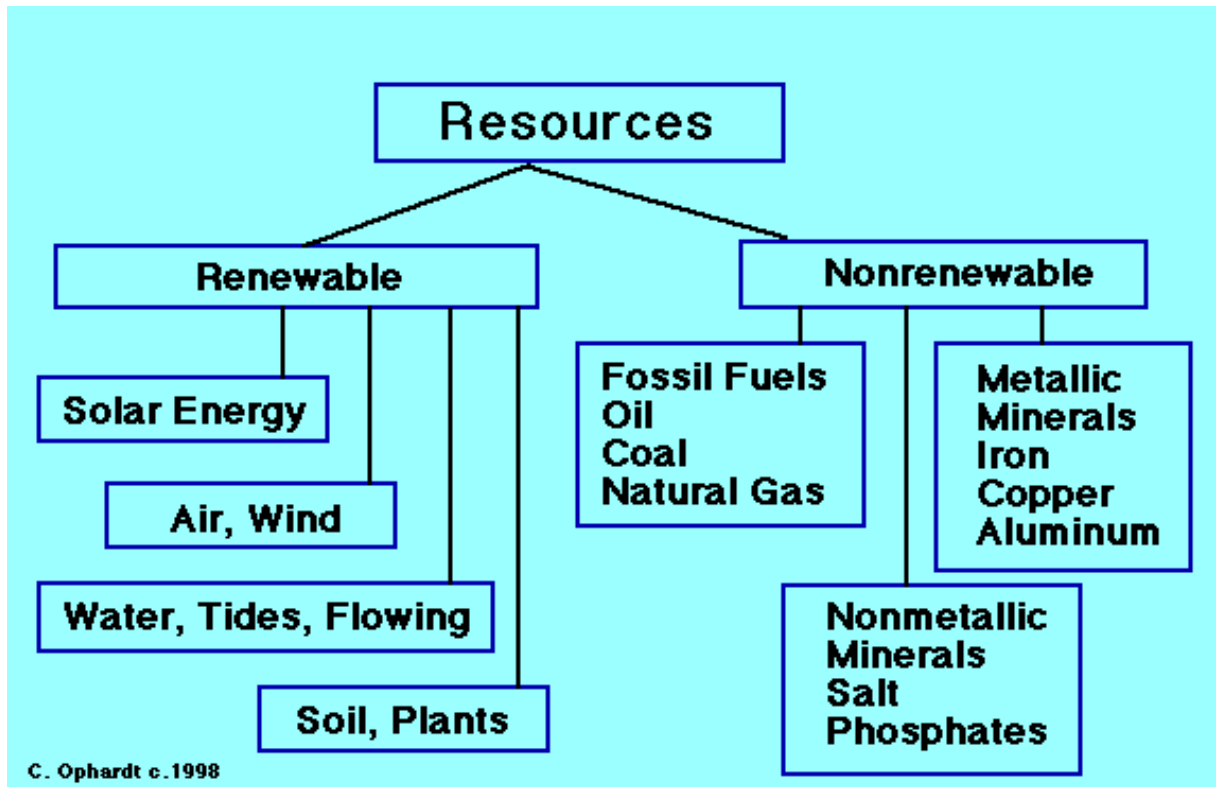 Resources
Renewable
Nonrenewable
Solar Energy
Air, Wind
Water, Tides, Flowing
Soil, Plants
Fossil Fuels
Oil
Coal
Natural Gas
Nonmetallic
Minerals
Salt
Phosphates
Metallic
Minerals
Iron
Copper
Aluminum
C. Ophardt c.1998